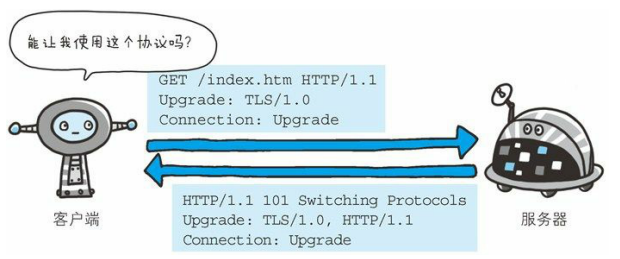 能让我使用这个协议吗?
GET /index.htm HTTP/1.1
Upgrade: TLS/1.0
Connection: Upgrade
HTTP/1.1 101 Switching Protocols
Upgrade: TLS/1.0, HTTP/1.1
Connection: Upgrade
客户端
服务器